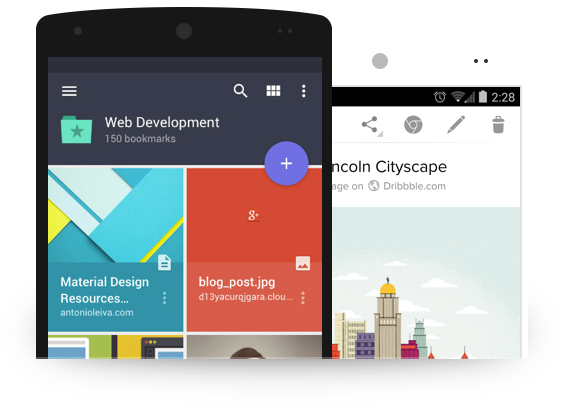 Web Development
150 bookmarks
+
Material Design
Resources...
antonioleiva.com
g+
blog_post.jpg
d13yacurqjgara.clou...
2:28
ncoln Cityscape
age on Dribbble.com